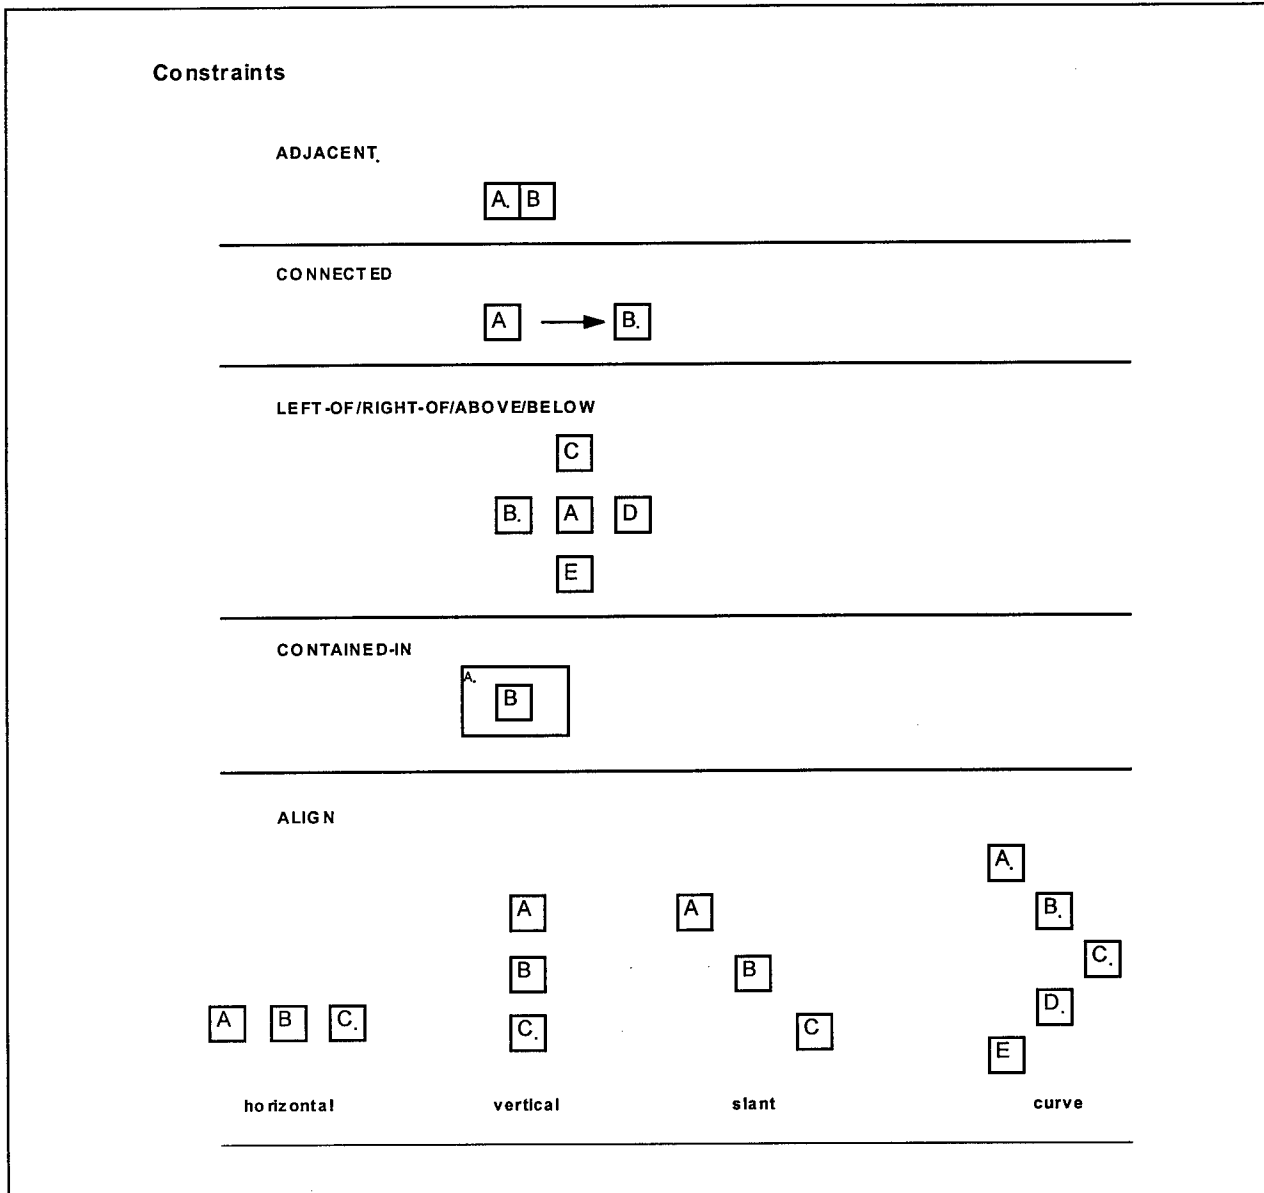 Constraints
ADJACENT.
A. B
CONNECTED
A B.
LEFT-OF/RIGHT-OF/ABOVE/BELOW
C
B. A D
E
CONTAINED-IN
A.
B
ALIGN
A.
A A B.
B B C.
A B C. C. C D.
E
horizontal vertical slant curve